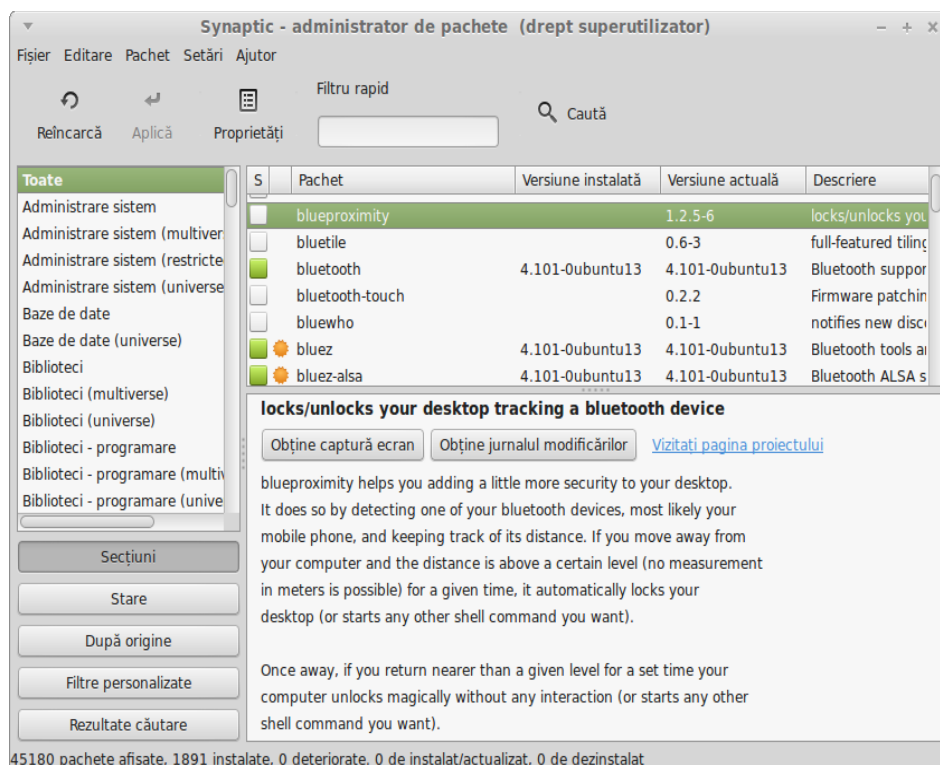 Synaptic - administrator de pachete (drept superutilizator)
Fișier Editare Pachet Setări Ajutor
Reîncarcă Aplică Proprietăți Filtru rapid Caută
Toate
Administrare sistem
Administrare sistem (multiver
Administrare sistem (restricte
Administrare sistem (universe
Baze de date
Baze de date (universe)
Biblioteci
Biblioteci (multiverse)
Biblioteci (universe)
Biblioteci - programare
Biblioteci - programare (multiv
Biblioteci - programare (unive
Secțiuni
Stare
După origine
Filtre personalizate
Rezultate căutare
S Pachet Versiune instalată Versiune actuală Descriere
blueproximity 1.2.5-6 locks/unlocks you
bluetile 0.6-3 full-featured tiling
bluetooth 4.101-0ubuntu13 4.101-0ubuntu13 Bluetooth suppor
bluetooth-touch 0.2.2 Firmware patchin
bluewho 0.1-1 notifies new disc
bluez 4.101-0ubuntu13 4.101-0ubuntu13 Bluetooth tools a
bluez-alsa 4.101-0ubuntu13 4.101-0ubuntu13 Bluetooth ALSA s
locks/unlocks your desktop tracking a bluetooth device
Obține captură ecran Obține jurnalul modificărilor Vizitați pagina proiectului
blueproximity helps you adding a little more security to your desktop.
It does so by detecting one of your bluetooth devices, most likely your
mobile phone, and keeping track of its distance. If you move away from
your computer and the distance is above a certain level (no measurement
in meters is possible) for a given time, it automatically locks your
desktop (or starts any other shell command you want).
Once away, if you return nearer than a given level for a set time your
computer unlocks magically without any interaction (or starts any other
shell command you want).
45180 pachete afișate, 1891 instalate, 0 deteriorate, 0 de instalat/actualizat, 0 de dezinstalat